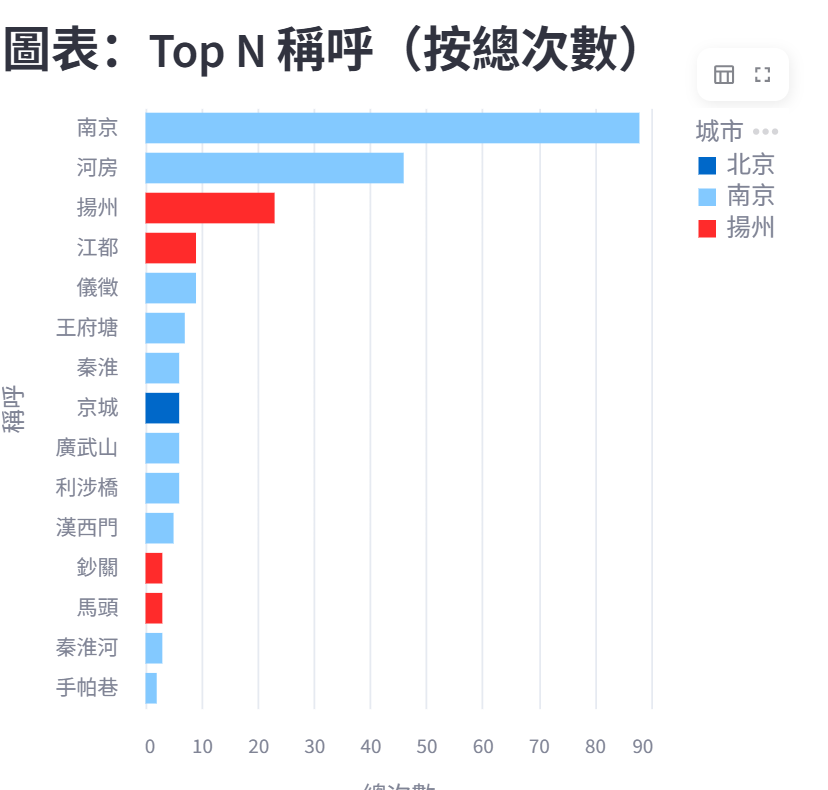 圖表：Top N 稱呼（按總次數）
城市
北京
南京
揚州
稱呼
南京
河房
揚州
江都
儀徵
王府塘
秦淮
京城
廣武山
利涉橋
漢西門
鈔關
馬頭
秦淮河
手帕巷
0 10 20 30 40 50 60 70 80 90
總次數